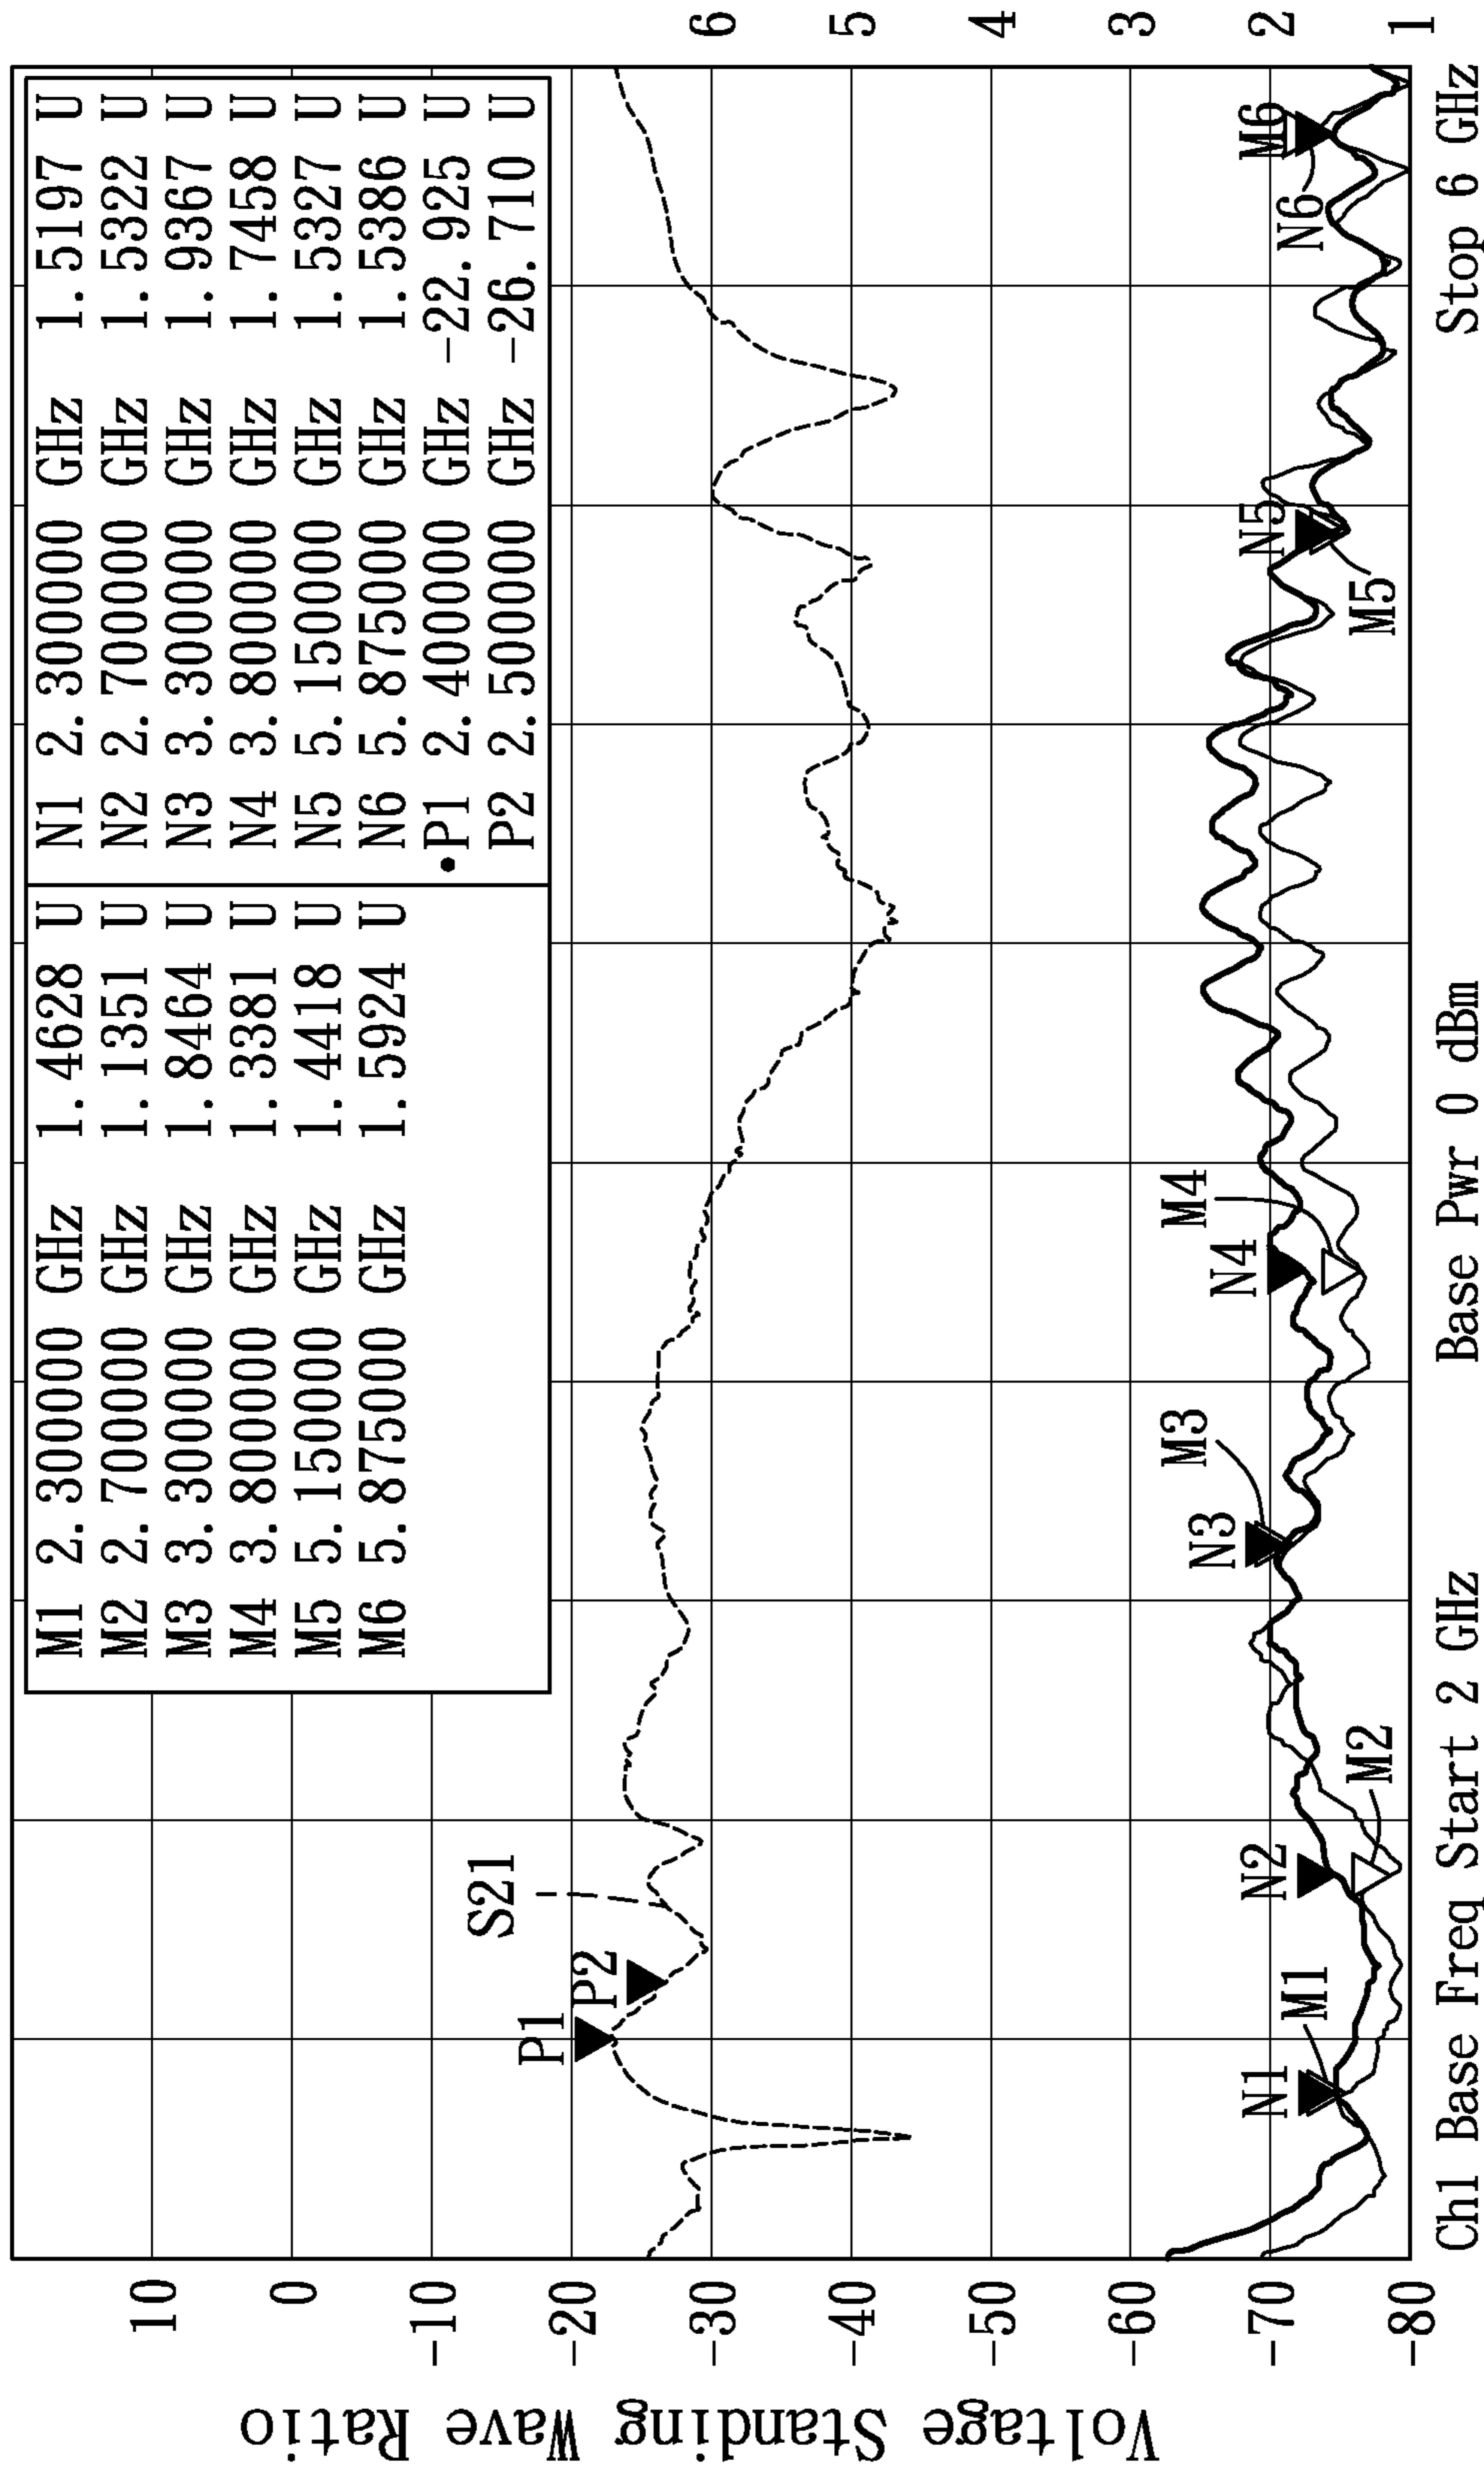 M1 2.300000 GHz 1.4628 U
M2 2.700000 GHz 1.1351 U
M3 3.300000 GHz 1.8464 U
M4 3.800000 GHz 1.3381 U
M5 5.150000 GHz 1.4418 U
M6 5.875000 GHz 1.5924 U
N1 2.300000 GHz 1.5197 U
N2 2.700000 GHz 1.5322 U
N3 3.300000 GHz 1.9367 U
N4 3.800000 GHz 1.7458 U
N5 5.150000 GHz 1.5327 U
N6 5.875000 GHz 1.5386 U
•P1 2.400000 GHz -22.925 U
P2 2.500000 GHz -26.710 U
Voltage Standing Wave Ratio
10
0
-10
-20
-30
-40
-50
-60
-70
-80
6
5
4
3
2
1
S21
P1
P2
N1
M1
N2
M2
N3
M3
N4
M4
N5
M5
M6
N6
Ch1 Base Freq Start 2 GHz Base Pwr 0 dBm Stop 6 GHz